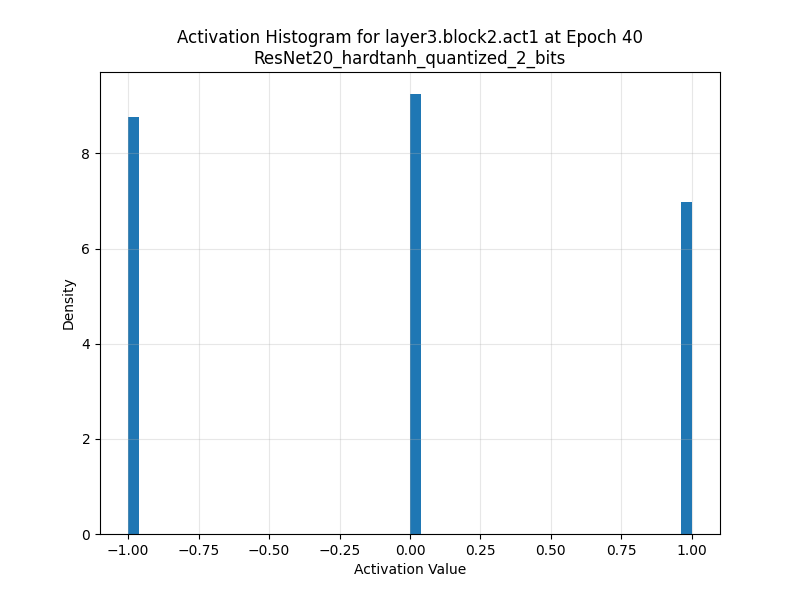 Activation Histogram for layer3.block2.act1 at Epoch 40
ResNet20_hardtanh_quantized_2_bits
Density
8
6
4
2
0
−1.00 −0.75 −0.50 −0.25 0.00 0.25 0.50 0.75 1.00
Activation Value